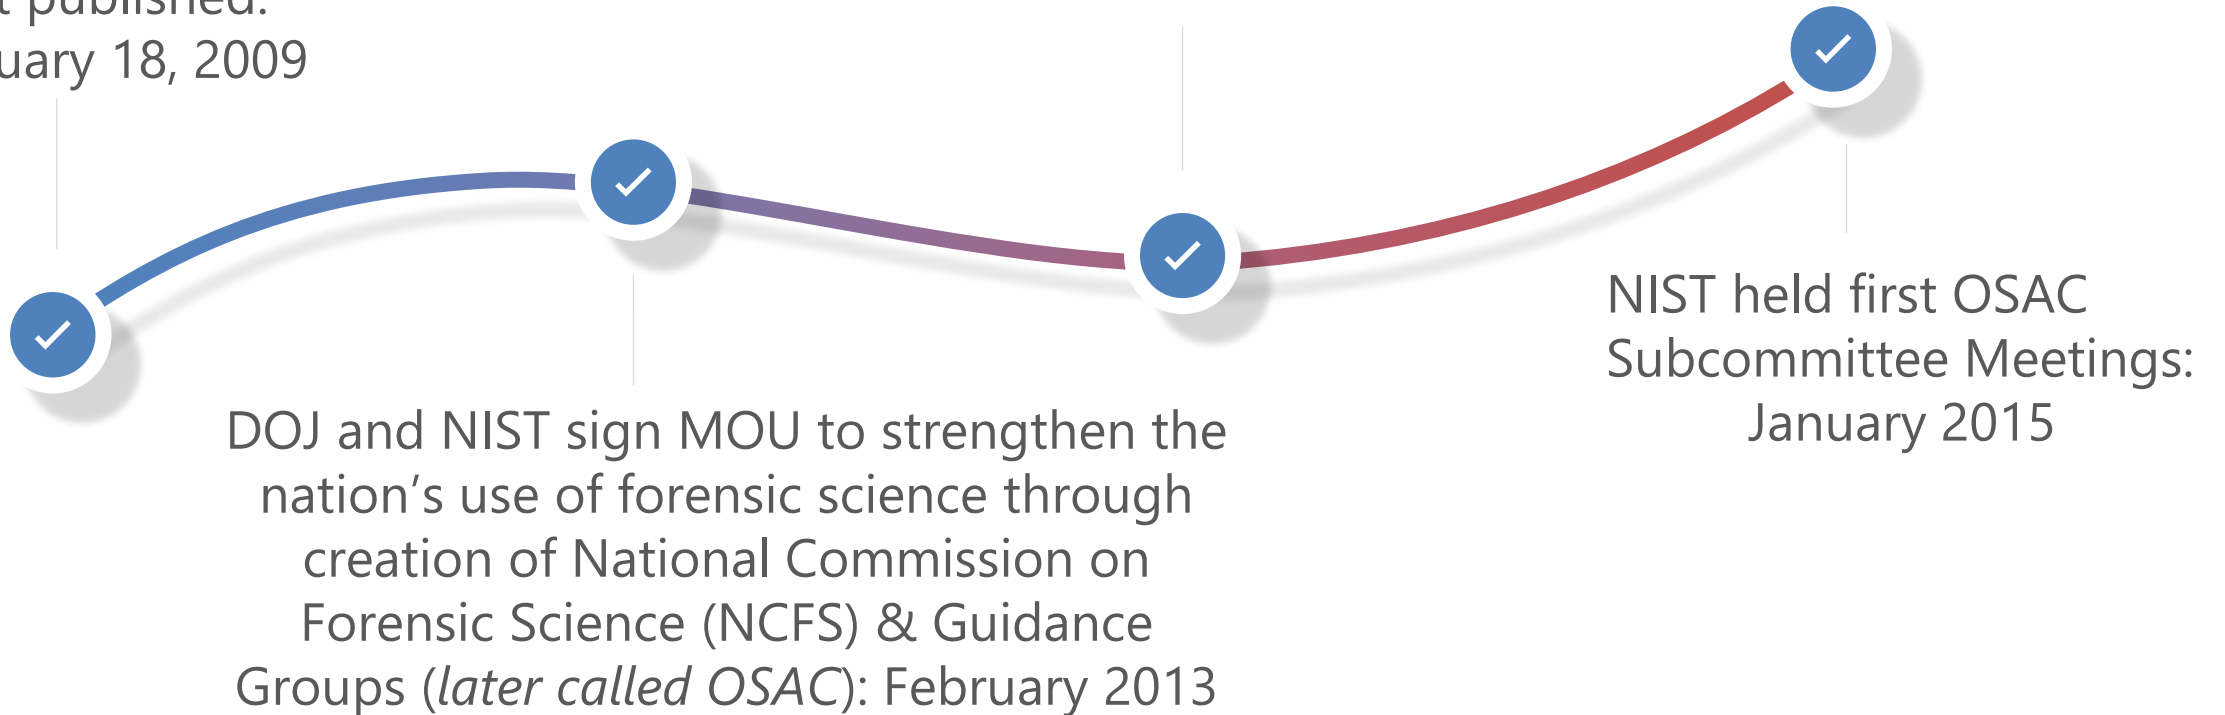 published:
18, 2009
DOJ and NIST sign MOU to strengthen the
nation’s use of forensic science through
creation of National Commission on
Forensic Science (NCFS) & Guidance
Groups (later called OSAC): February 2013
NIST held first OSAC
Subcommittee Meetings:
January 2015